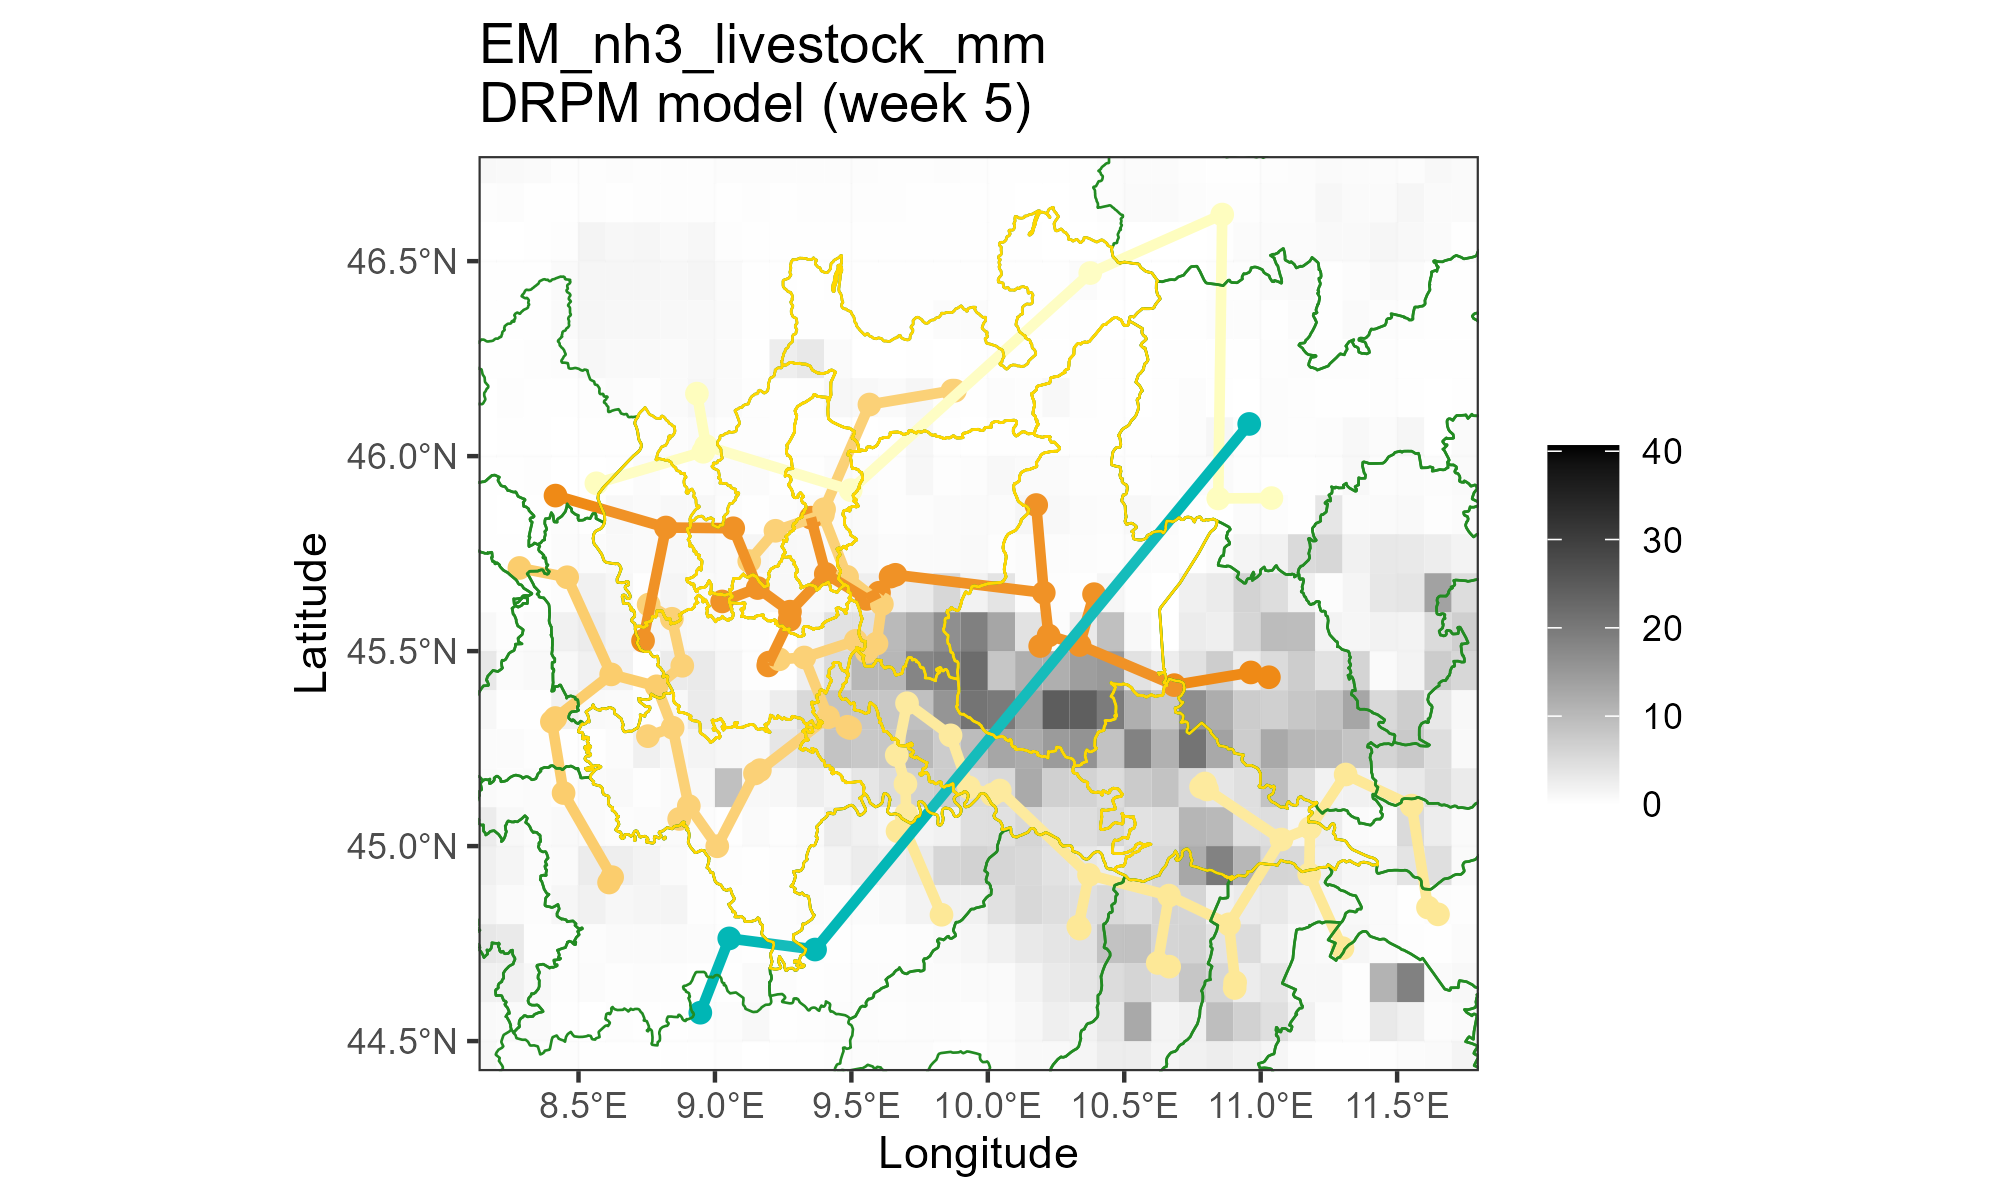 EM_nh3_livestock_mm
DRPM model (week 5)
46.5°N
46.0°N
45.5°N
45.0°N
44.5°N
Latitude
8.5°E 9.0°E 9.5°E 10.0°E 10.5°E 11.0°E 11.5°E
Longitude
40
30
20
10
0